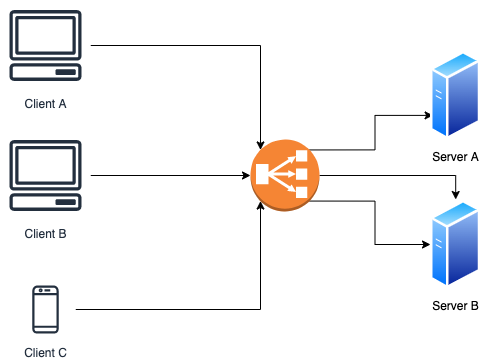 Client A
Client B
Client C
Server A
Server B